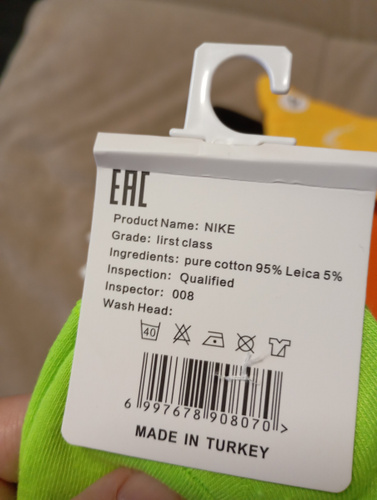 EAC
Product Name: NIKE
Grade: lirst class
Ingredients: pure cotton 95% Leica 5%
Inspection: Qualified
Inspector: 008
Wash Head:
40
6 997678 908070 >
MADE IN TURKEY